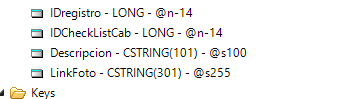 IDregistro - LONG - @n-14
IDCheckListCab - LONG - @n-14
Descripcion - CSTRING(101) - @s100
LinkFoto - CSTRING(301) - @s255
Keys